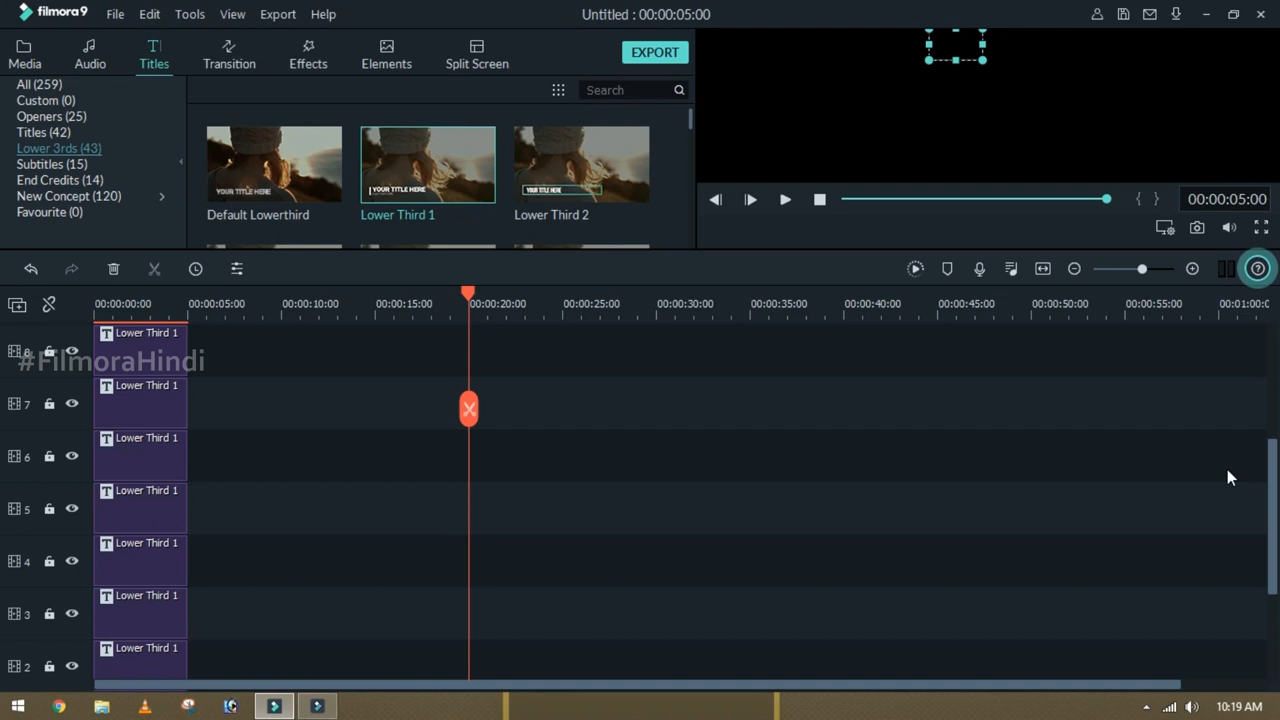 filmora9 File Edit Tools View Export Help Untitled : 00:00:05:00
Media Audio Titles Transition Effects Elements Split Screen EXPORT
All (259)
Custom (0)
Openers (25)
Titles (42)
Lower 3rds (43)
Subtitles (15)
End Credits (14)
New Concept (120)
Favourite (0)
Search
YOUR TITLE HERE YOUR TITLE HERE YOUR TITLE HERE
Default Lowerthird Lower Third 1 Lower Third 2
00:00:05:00
00:00:00:00 00:00:05:00 00:00:10:00 00:00:15:00 00:00:20:00 00:00:25:00 00:00:30:00 00:00:35:00 00:00:40:00 00:00:45:00 00:00:50:00 00:00:55:00 00:01:00:0
T Lower Third 1
8
#FilmoraHindi
T Lower Third 1
7
T Lower Third 1
6
T Lower Third 1
5
T Lower Third 1
4
T Lower Third 1
3
T Lower Third 1
2
10:19 AM